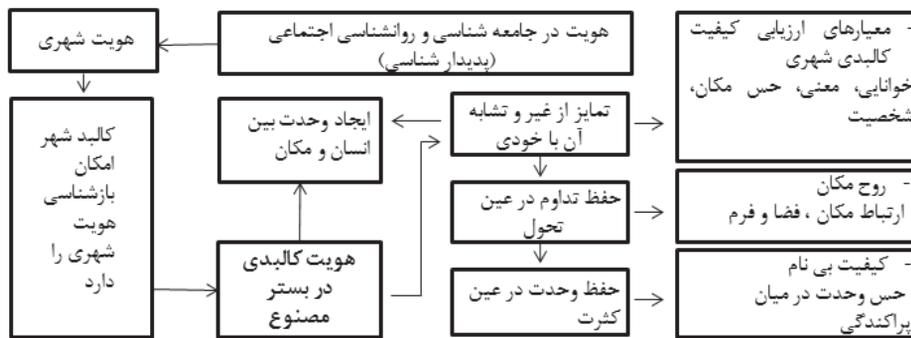 هویت شهری
هویت در جامعه شناسی و روانشناسی اجتماعی
(پدیدار شناسی)
- معیارهای ارزیابی کیفیت
کالبدی شهری
خوانایی، معنی، حس مکان،
شخصیت
کالبد شهر
امکان
بازشناسی
هویت
شهری را
دارد
ایجاد وحدت بین
انسان و مکان
تمایز از غیر و تشابه
آن با خودی
حفظ تداوم در عین
تحول
- روح مکان
ارتباط مکان ، فضا و فرم
هویت کالبدی
در بستر
مصنوع
حفظ وحدت در عین
کثرت
- کیفیت بی نام
حس وحدت در میان
پراکندگی